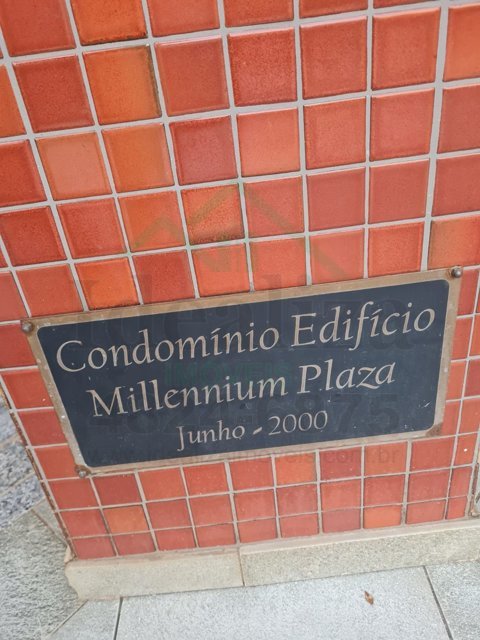 Condomínio Edifício
Millennium Plaza
Junho - 2000